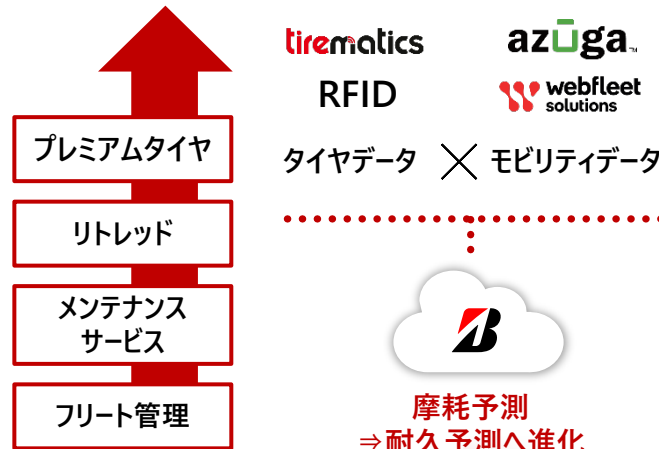 プレミアムタイヤ
リトレッド
メンテナンス
サービス
フリート管理
tirematics
azuga™
RFID
webfleet
solutions
タイヤデータ × モビリティデータ
B
摩耗予測
⇒耐久予測へ進化